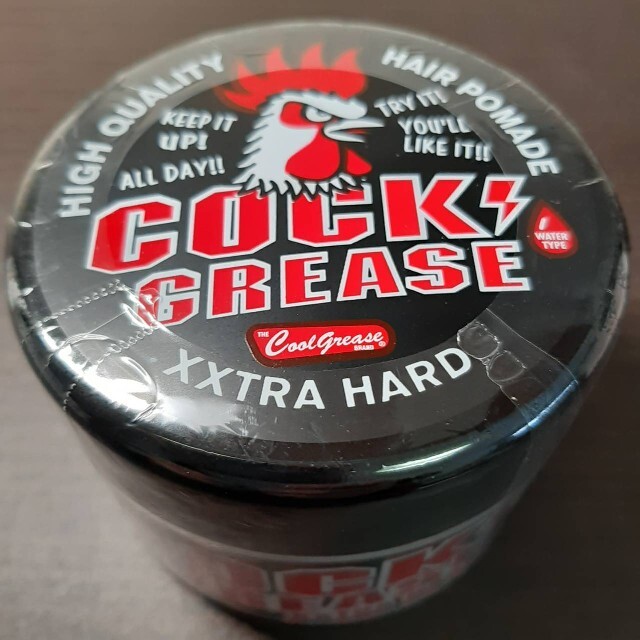 HIGH QUALITY
HAIR POMADE
KEEP IT
UP!
ALL DAY!!
TRY IT!
YOU'LL
LIKE IT!!
COCK
GREASE
WATER
TYPE
THE
CoolGrease
BRAND
XXTRA HARD